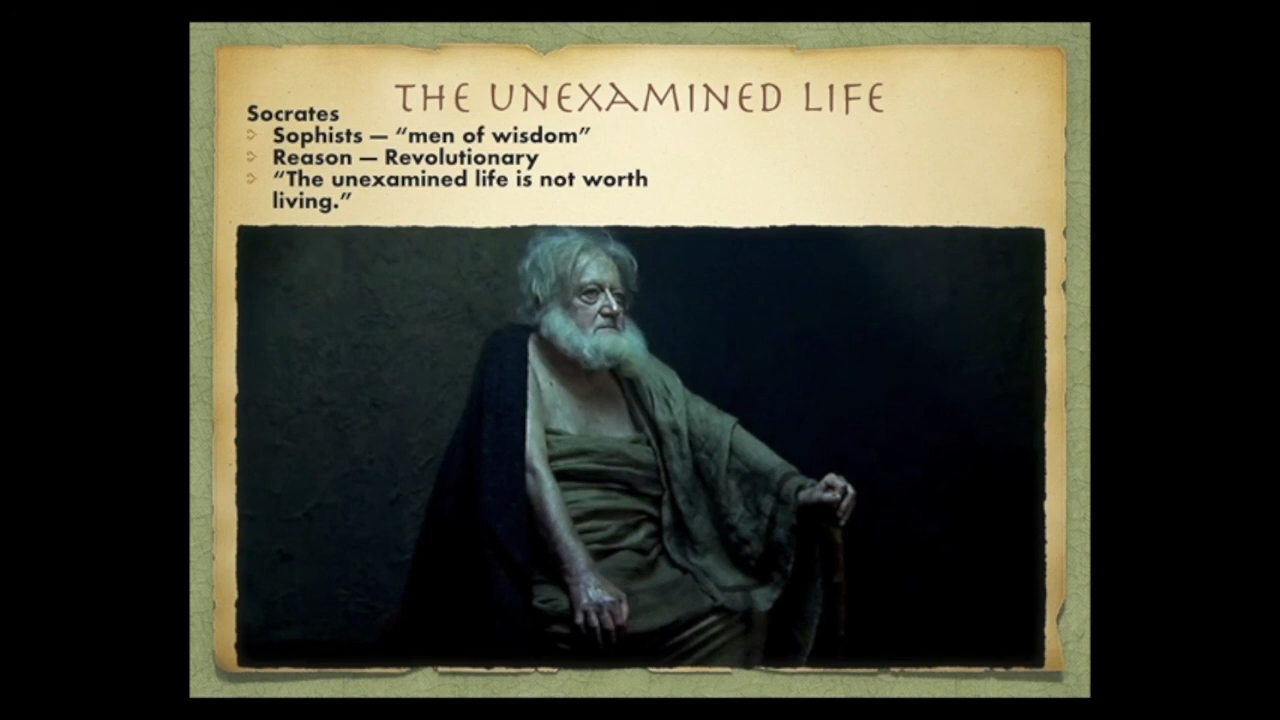 THE UNEXAMINED LIFE
Socrates
Sophists — “men of wisdom”
Reason — Revolutionary
“The unexamined life is not worth
living.”